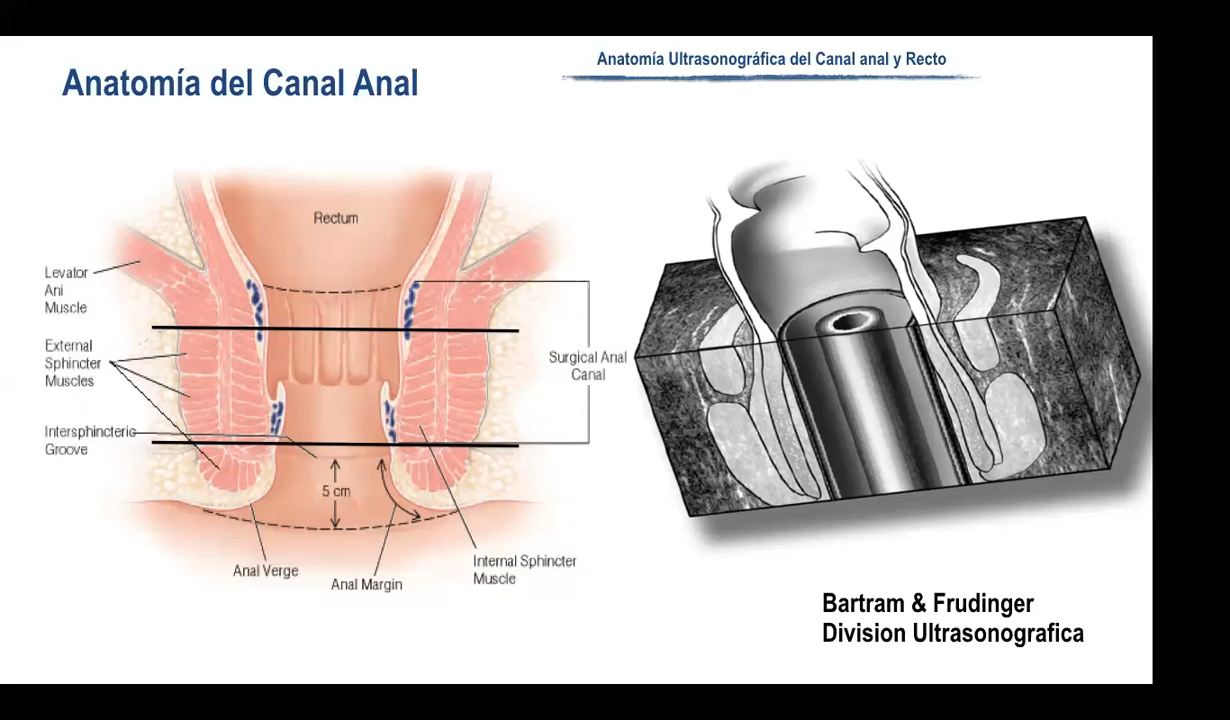 Anatomía Ultrasonográfica del Canal anal y Recto
Anatomía del Canal Anal
Rectum
Levator
Ani
Muscle
External
Sphincter
Muscles
Surgical Anal
Canal
Intersphincteric
Groove
5 cm
Anal Verge
Anal Margin
Internal Sphincter
Muscle
Bartram & Frudinger
Division Ultrasonografica